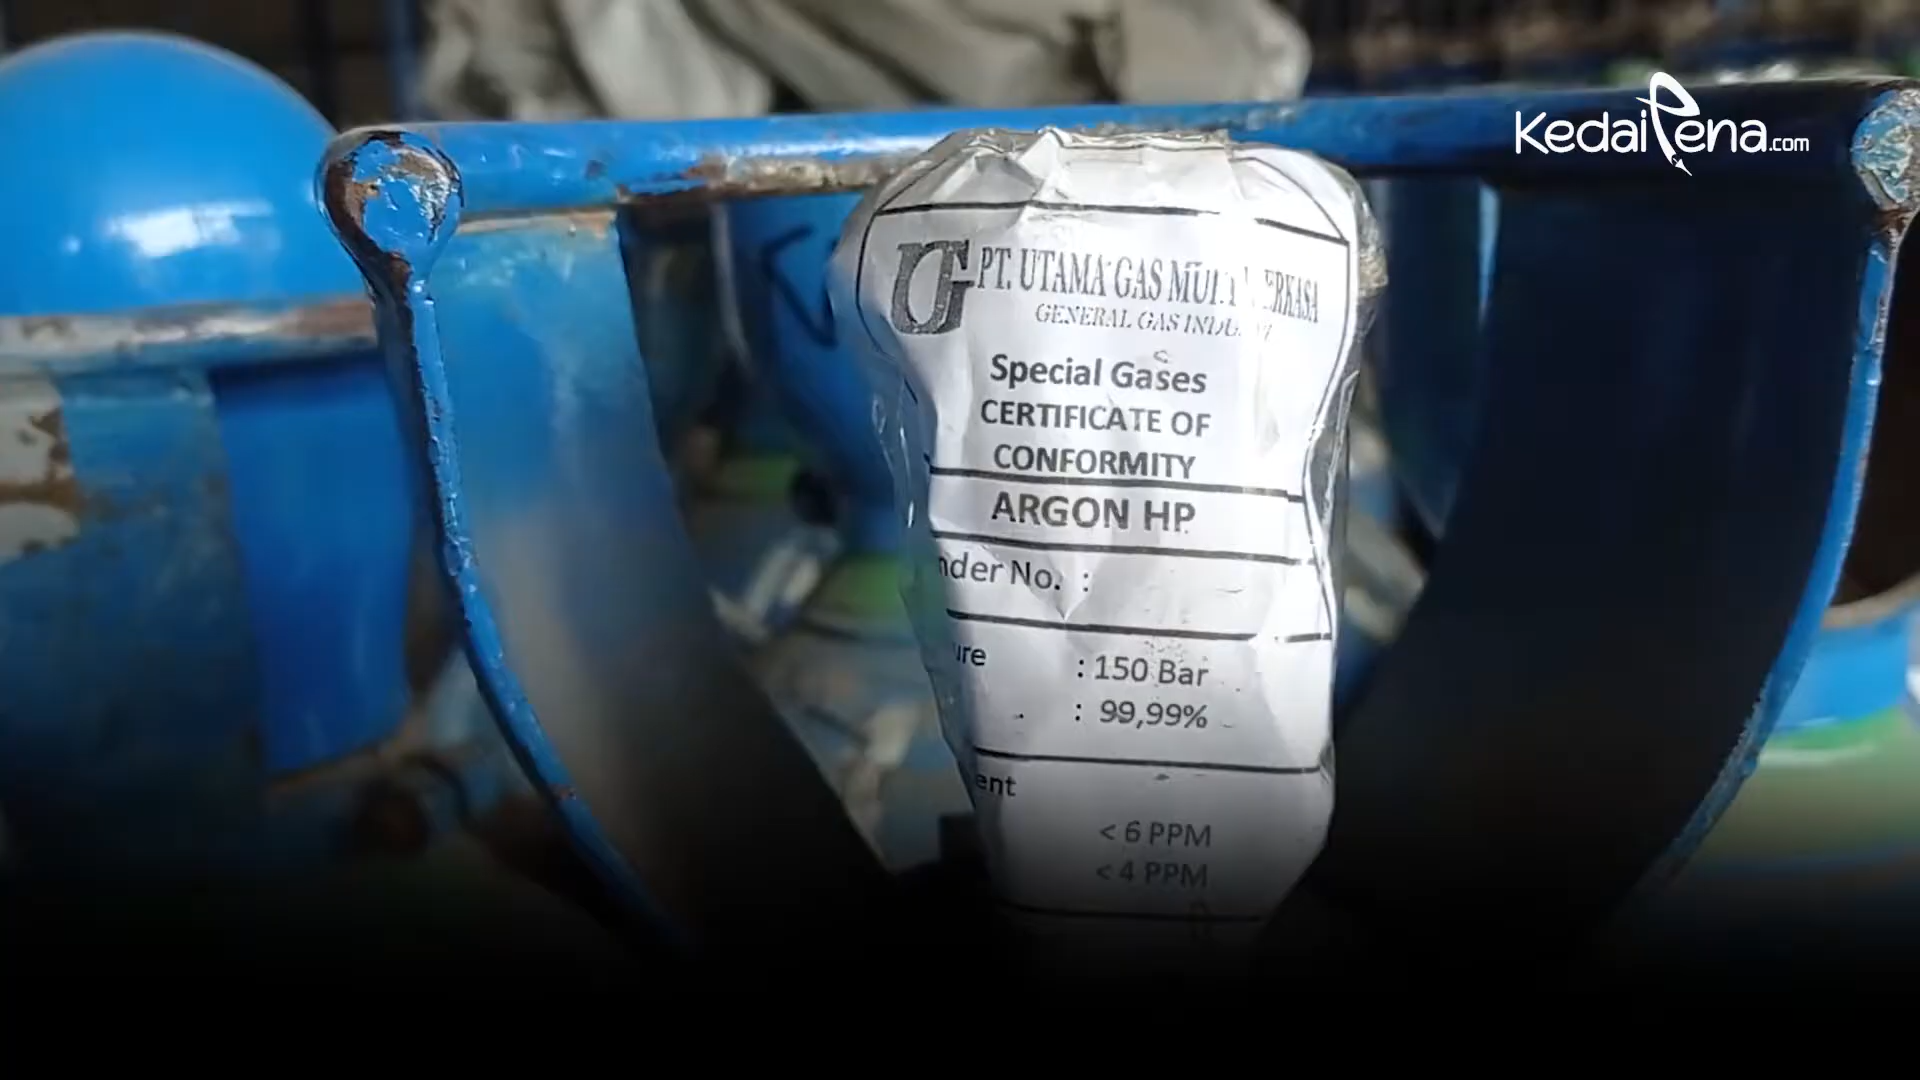 KedaiPena.com
UG PT. UTAMA GAS
GENERAL GAS
Special Gases
CERTIFICATE OF
CONFORMITY
ARGON HP
nder No. :
ure : 150 Bar
: 99,99%
ent
< 6 PPM
< 4 PPM